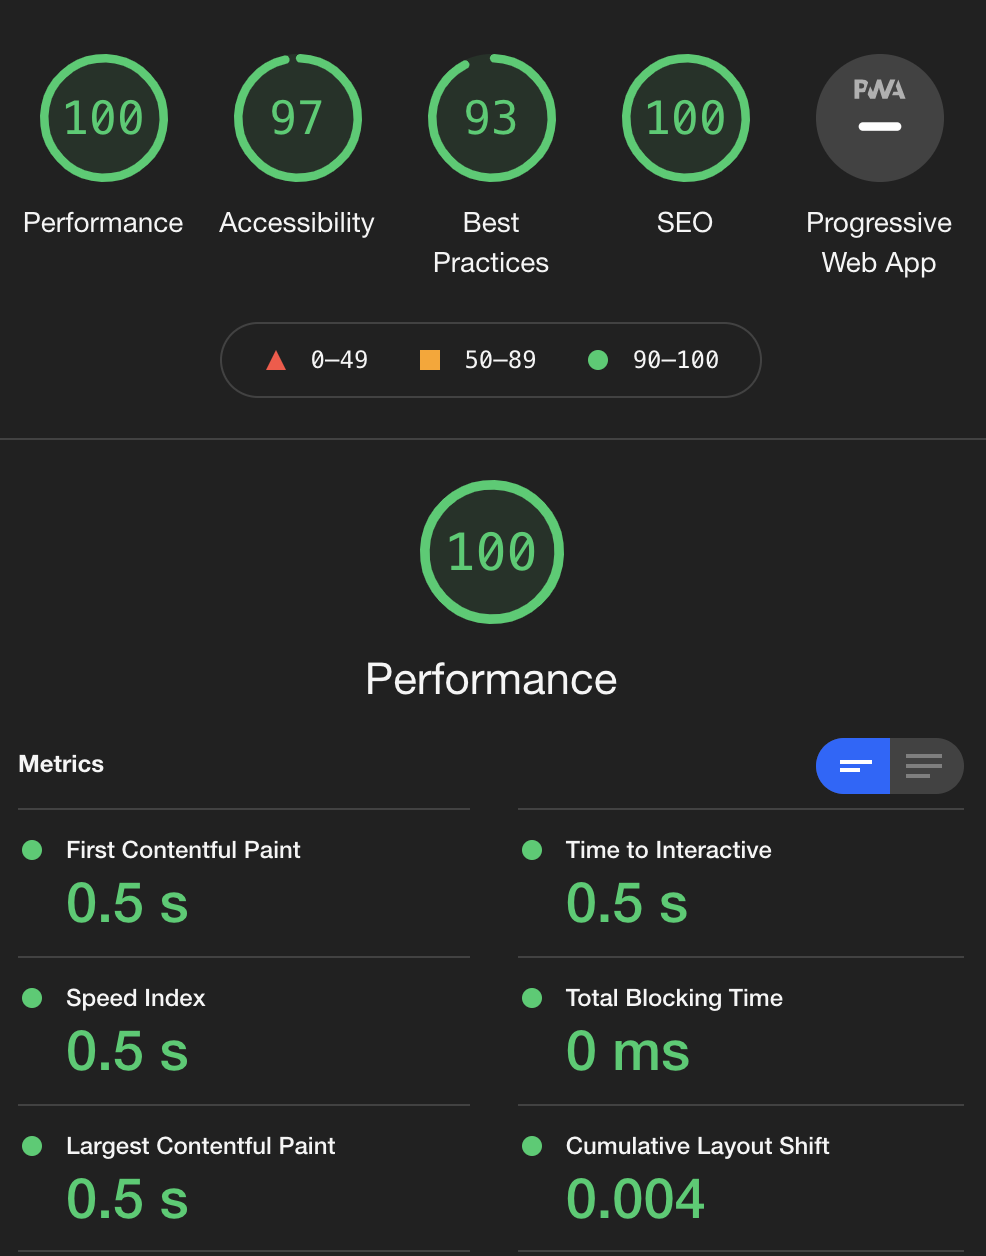 100
97
93
100
PWA
Performance
Accessibility
Best
Practices
SEO
Progressive
Web App
0–49
50–89
90–100
100
Performance
Metrics
First Contentful Paint
0.5 s
Time to Interactive
0.5 s
Speed Index
0.5 s
Total Blocking Time
0 ms
Largest Contentful Paint
0.5 s
Cumulative Layout Shift
0.004